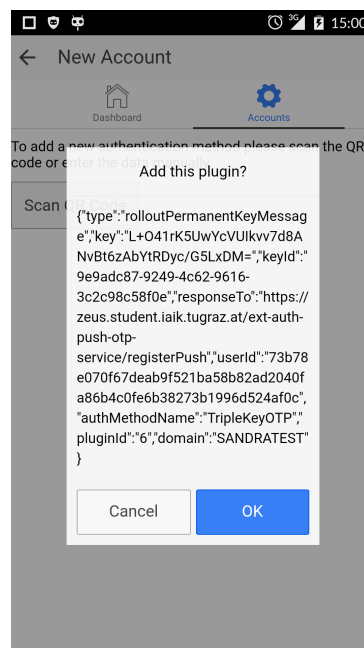 3G 15:00
New Account
Dashboard Accounts
To add a new authentication method please scan the QR
code or enter the data manually.
Scan QR Code
Add this plugin?
{"type":"rolloutPermanentKeyMessag
e","key":"L+O41rK5UwYcVUIkvv7d8A
NvBt6zAbYtRDyc/G5LxDM=","keyId":"
9e9adc87-9249-4c62-9616-
3c2c98c58f0e","responseTo":"https://
zeus.student.iaik.tugraz.at/ext-auth-
push-otp-
service/registerPush","userId":"73b78
e070f67deab9f521ba58b82ad2040f
a86b4c0fe6b38273b1996d524af0c",
"authMethodName":"TripleKeyOTP","
pluginId":"6","domain":"SANDRATEST"
}
Cancel OK